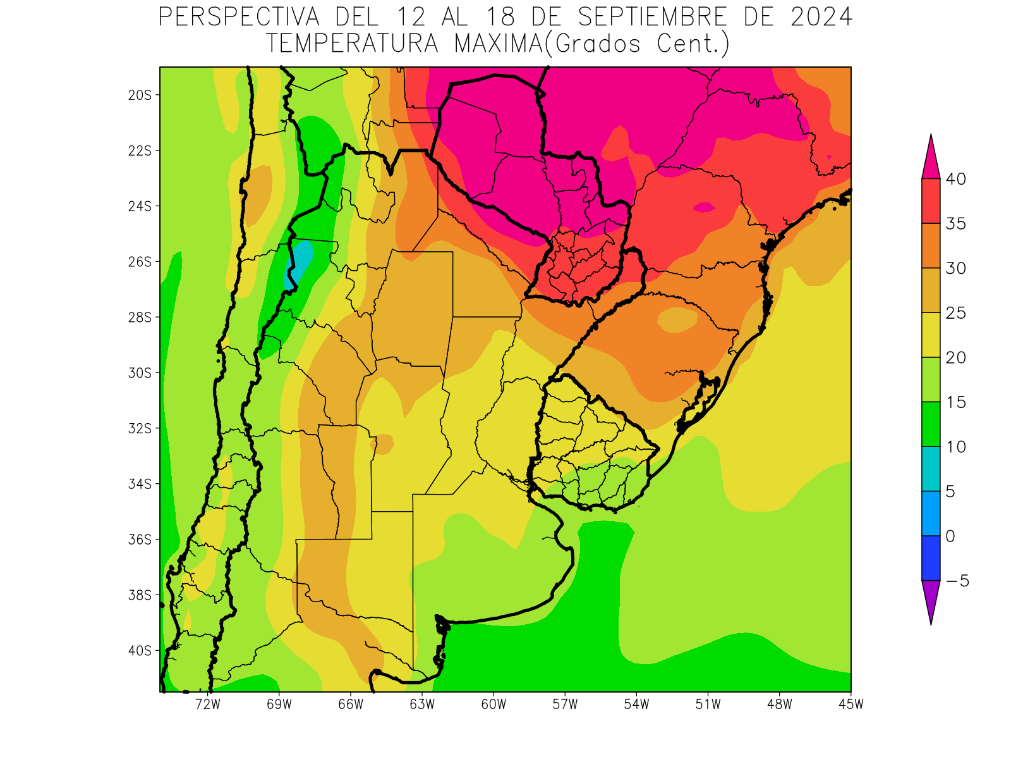 PERSPECTIVA DEL 12 AL 18 DE SEPTIEMBRE DE 2024
TEMPERATURA MAXIMA(Grados Cent.)
20S
22S
24S
26S
28S
30S
32S
34S
36S
38S
40S
72W 69W 66W 63W 60W 57W 54W 51W 48W 45W
40
35
30
25
20
15
10
5
0
−5